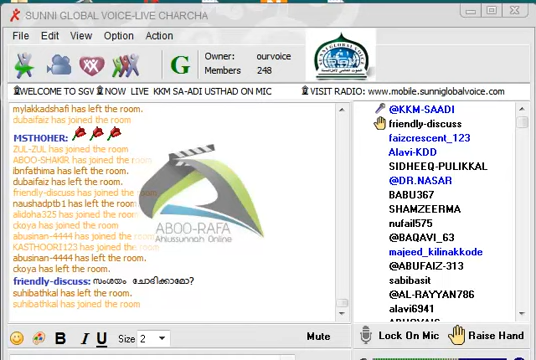 SUNNI GLOBAL VOICE-LIVE CHARCHA
File Edit View Option Action
Owner: ourvoice
Members 248
G
SUNNI GLOBAL VOICE
WELCOME TO SGV NOW LIVE KKM SA-ADI USTHAD ON MIC VISIT RADIO: www.mobile.sunniglobalvoice.com
mylakkadshafi has left the room.
dubaifaiz has joined the room
MSTHOHER:
ZUL-ZUL has joined the room
ABOO-SHAKIR has joined the room
ibnfathima has left the room.
dubaifaiz has left the room.
friendly-discuss has joined the room
naushadptb1 has left the room.
alidoha325 has joined the room
ckoya has joined the room
abusinan-4444 has joined the room
KASTHOORI123 has joined the room
abusinan-4444 has left the room.
ckoya has left the room.
friendly-discuss: സംശയം ചോദിക്കാമോ?
suhibathkal has left the room.
suhibathkal has joined the room
ABOO-RAFA
Ahlussunnah Online
@KKM-SAADI
friendly-discuss
faizcrescent_123
Alavi-KDD
SIDHEEQ-PULIKKAL
@DR.NASAR
BABU367
SHAMZEERMA
nufail575
@BAQAVI_63
majeed_kilinakkode
@ABUFAIZ-313
sabibasit
@AL-RAYYAN786
alavi6941
B I U Size 2
Mute
Lock On Mic
Raise Hand